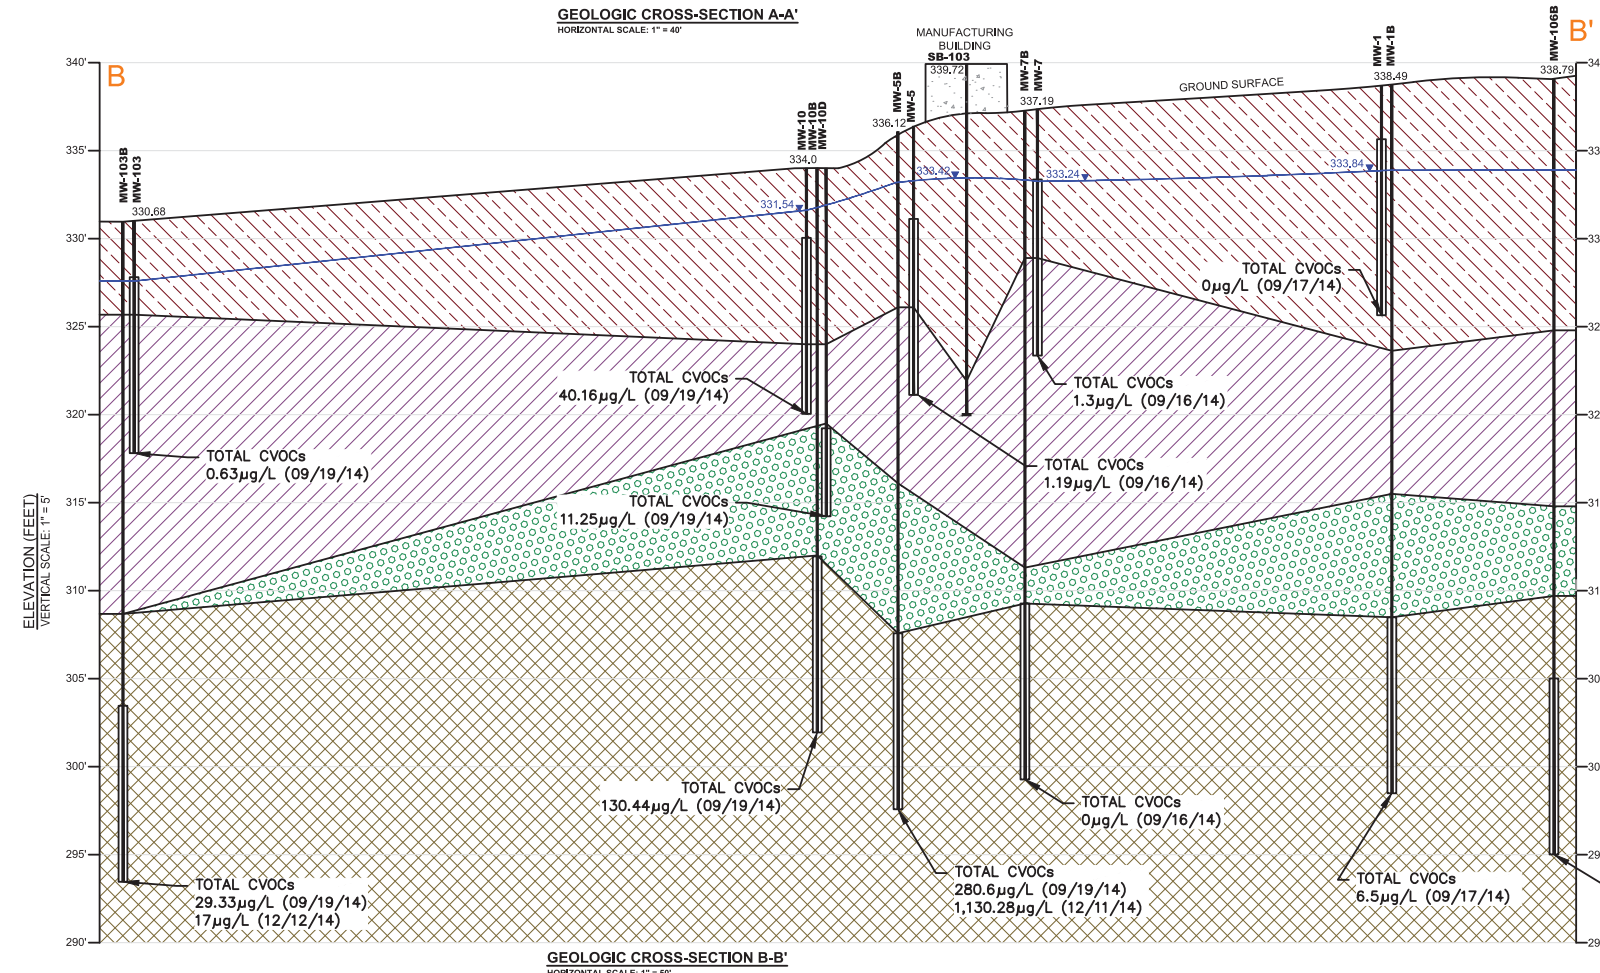 GEOLOGIC CROSS-SECTION A-A'
HORIZONTAL SCALE: 1" = 40'
B
B'
MANUFACTURING
BUILDING
SB-103
339.72
GROUND SURFACE
MW-103B
MW-103
330.68
MW-10
MW-10B
MW-10D
334.0
MW-5B
MW-5
336.12
MW-7B
MW-7
337.19
MW-1
MW-1B
338.49
MW-106B
338.79
331.54
333.42
333.24
333.84
340'
335'
330'
325'
320'
315'
310'
305'
300'
295'
290'
ELEVATION (FEET)
VERTICAL SCALE: 1" = 5'
TOTAL CVOCs
0µg/L (09/17/14)
TOTAL CVOCs
40.16µg/L (09/19/14)
TOTAL CVOCs
1.3µg/L (09/16/14)
TOTAL CVOCs
0.63µg/L (09/19/14)
TOTAL CVOCs
1.19µg/L (09/16/14)
TOTAL CVOCs
11.25µg/L (09/19/14)
TOTAL CVOCs
130.44µg/L (09/19/14)
TOTAL CVOCs
0µg/L (09/16/14)
TOTAL CVOCs
29.33µg/L (09/19/14)
17µg/L (12/12/14)
TOTAL CVOCs
280.6µg/L (09/19/14)
1,130.28µg/L (12/11/14)
TOTAL CVOCs
6.5µg/L (09/17/14)
GEOLOGIC CROSS-SECTION B-B'
HORIZONTAL SCALE: 1" = 50'